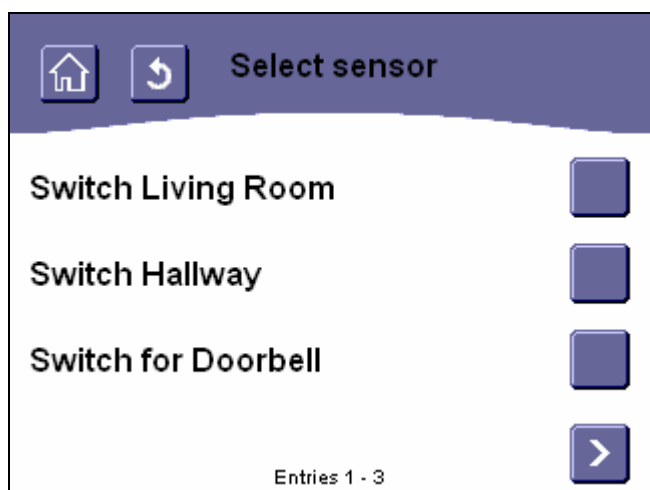 Select sensor
Switch Living Room
Switch Hallway
Switch for Doorbell
Entries 1 - 3